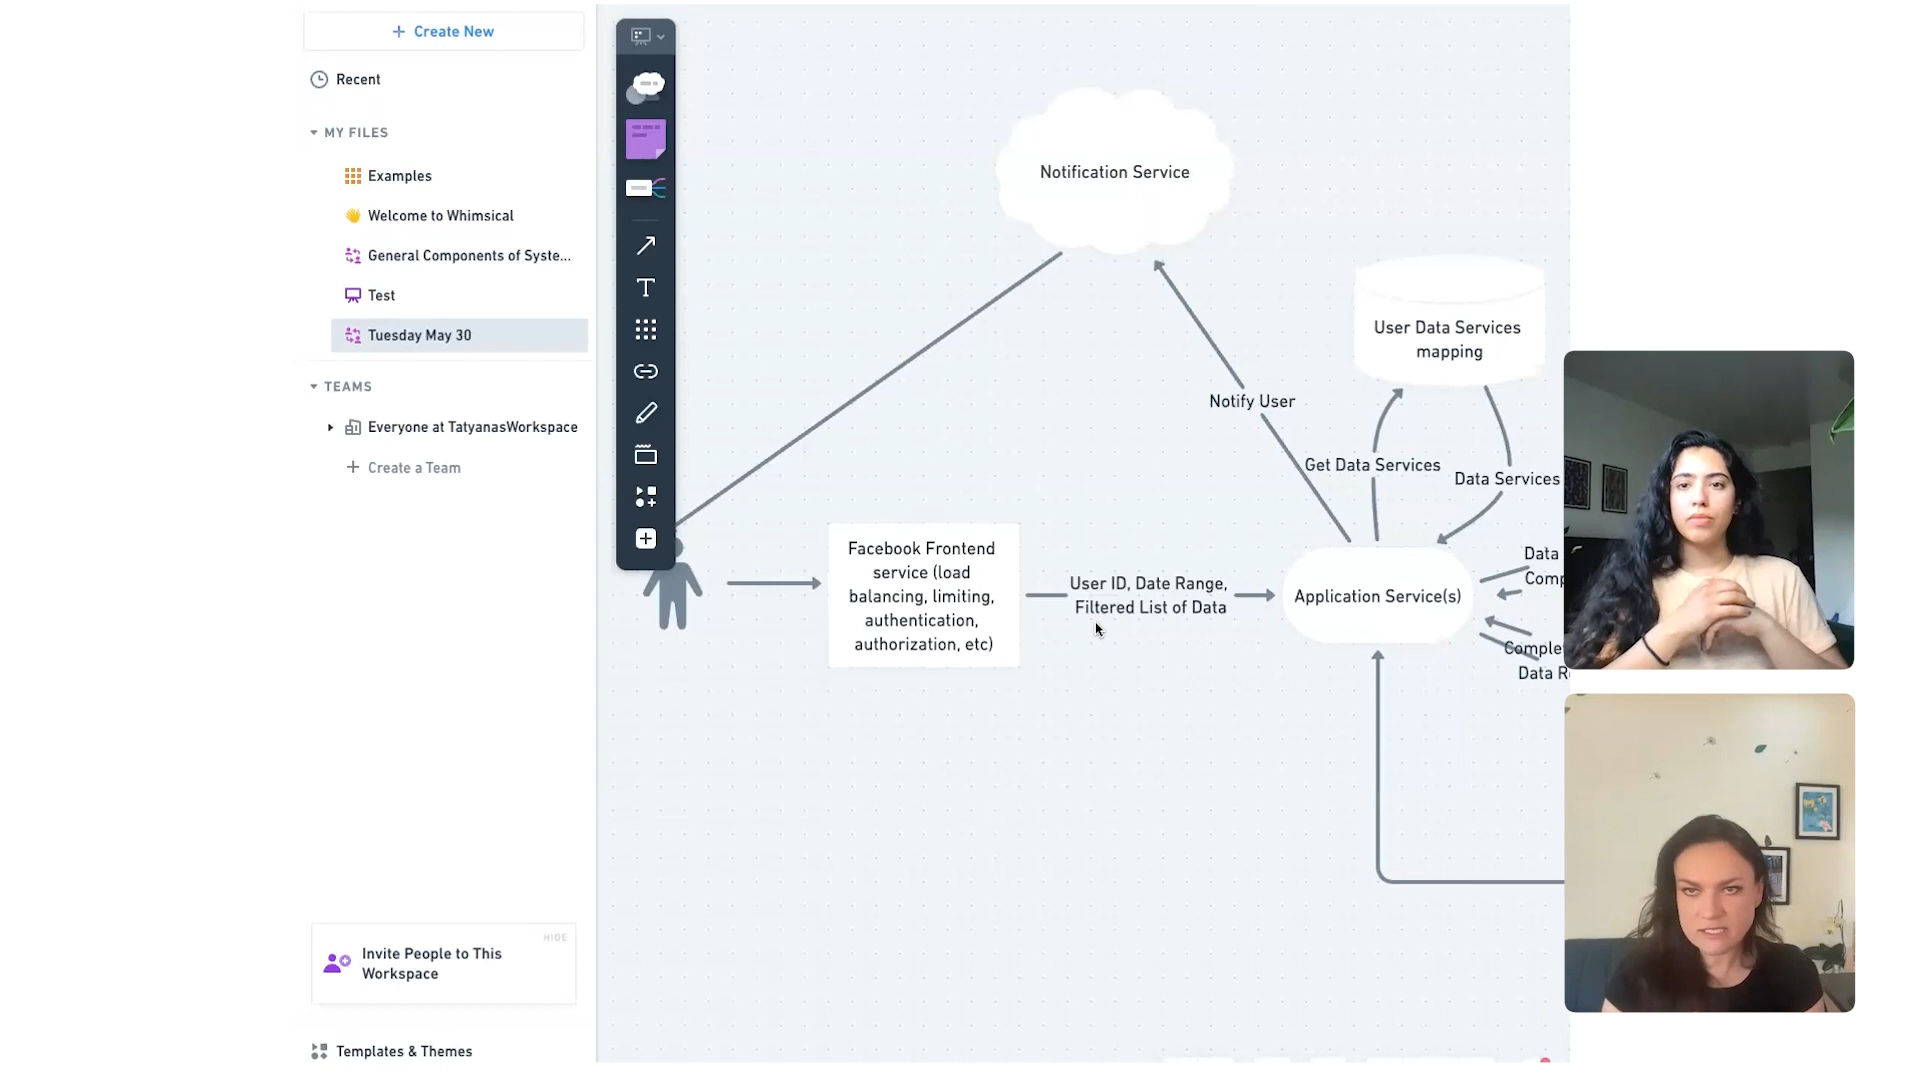 Create New
Recent
MY FILES
Examples
Welcome to Whimsical
General Components of Syste...
Test
Tuesday May 30
TEAMS
Everyone at TatyanasWorkspace
Create a Team
HIDE
Invite People to This
Workspace
Templates & Themes
Notification Service
User Data Services
mapping
Notify User
Get Data Services
Data Services
Facebook Frontend
service (load
balancing, limiting,
authentication,
authorization, etc)
User ID, Date Range,
Filtered List of Data
Application Service(s)
Data
Comp
Comple
Data R